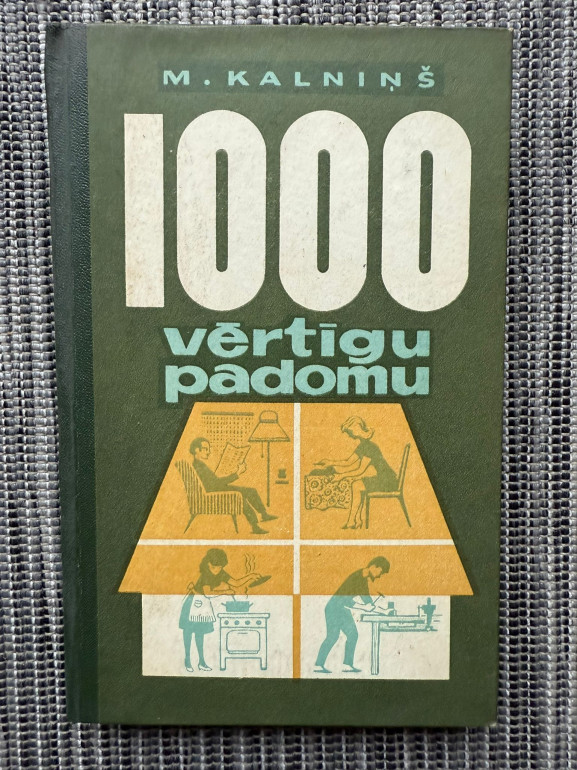 M. KALNIŅŠ
1000
vērtīgu
padomu